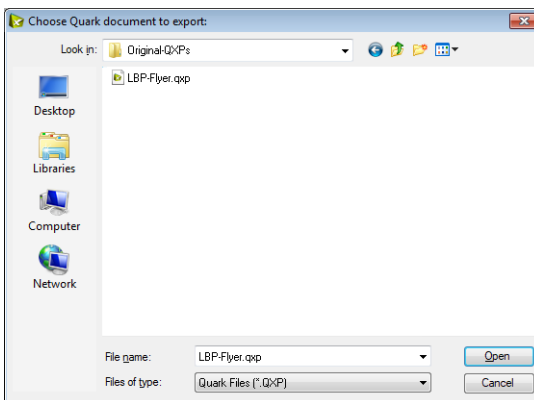 Choose Quark document to export:
Look in: Original-QXPs
LBP-Flyer.qxp
Desktop
Libraries
Computer
Network
File name: LBP-Flyer.qxp Open
Files of type: Quark Files (*.QXP) Cancel